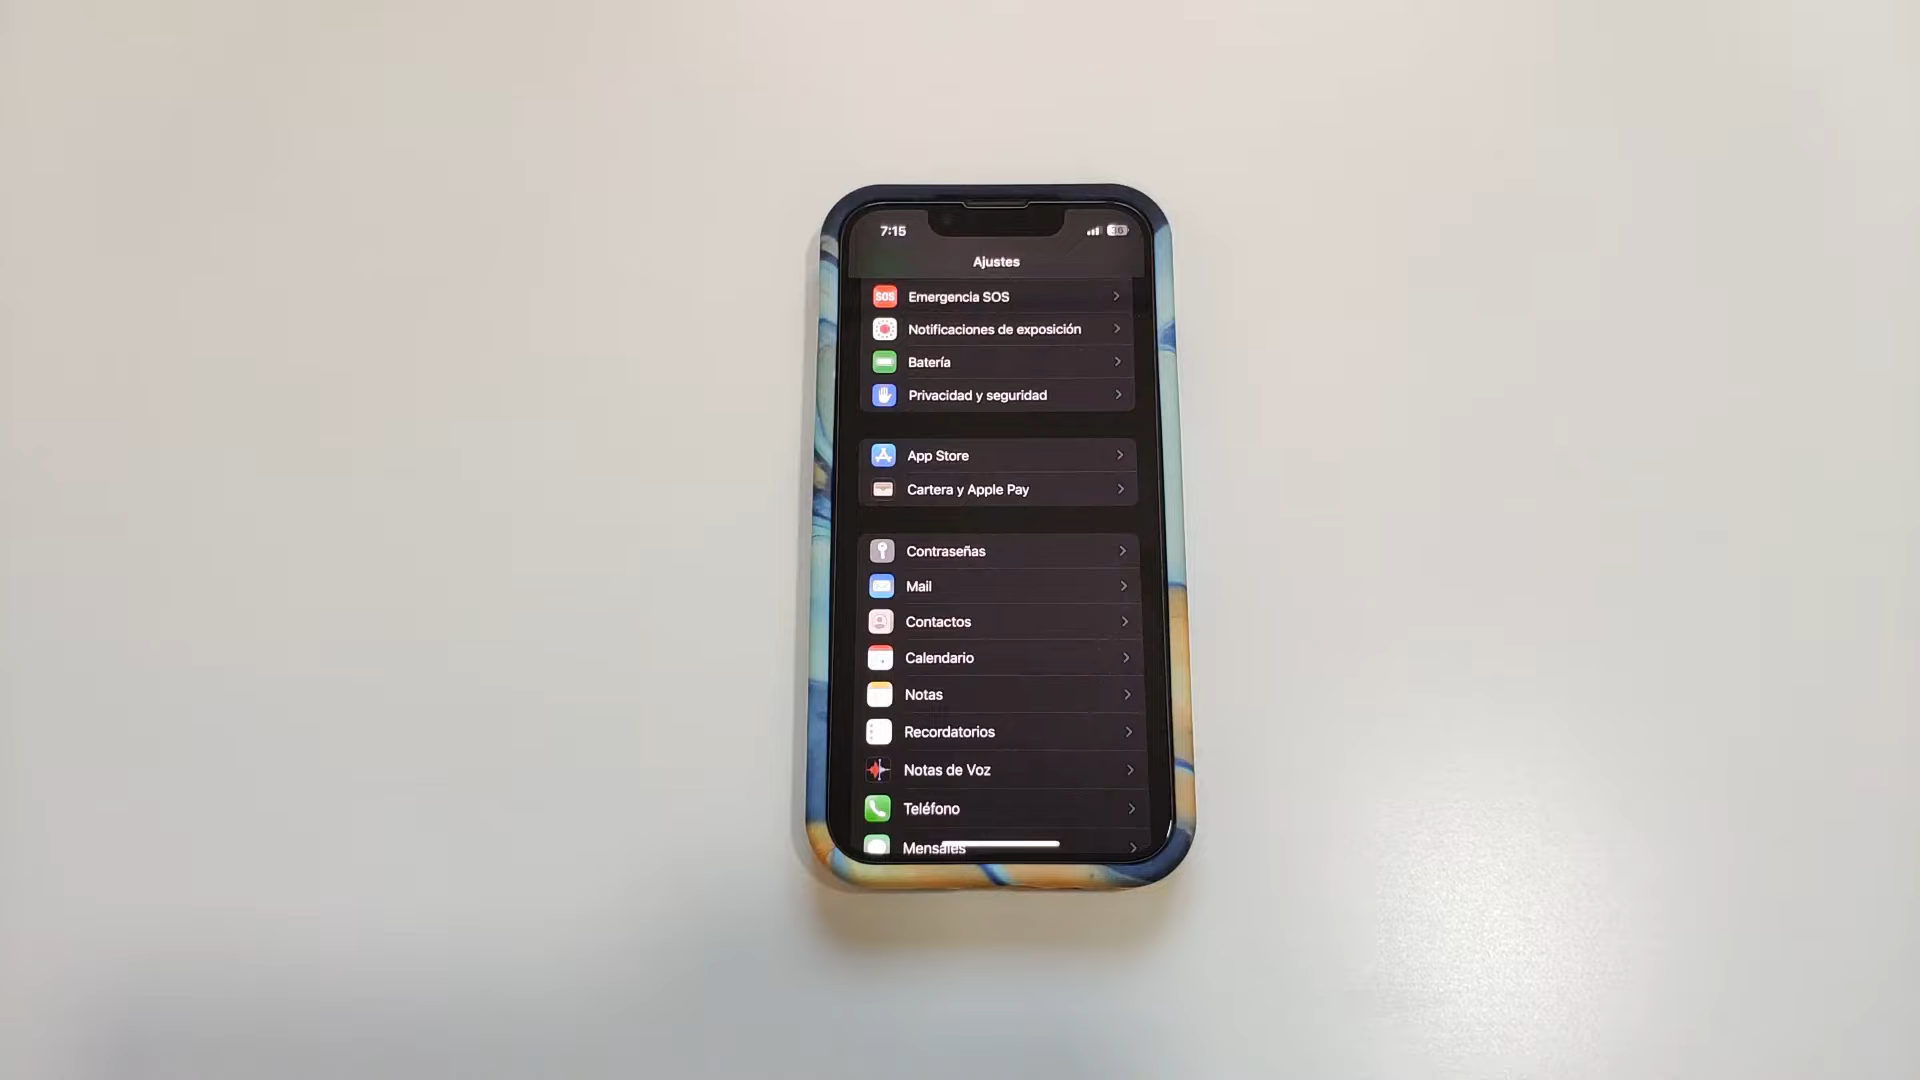 7:15
Ajustes
SOS Emergencia SOS
Notificaciones de exposición
Batería
Privacidad y seguridad
App Store
Cartera y Apple Pay
Contraseñas
Mail
Contactos
Calendario
Notas
Recordatorios
Notas de Voz
Teléfono
Mensajes